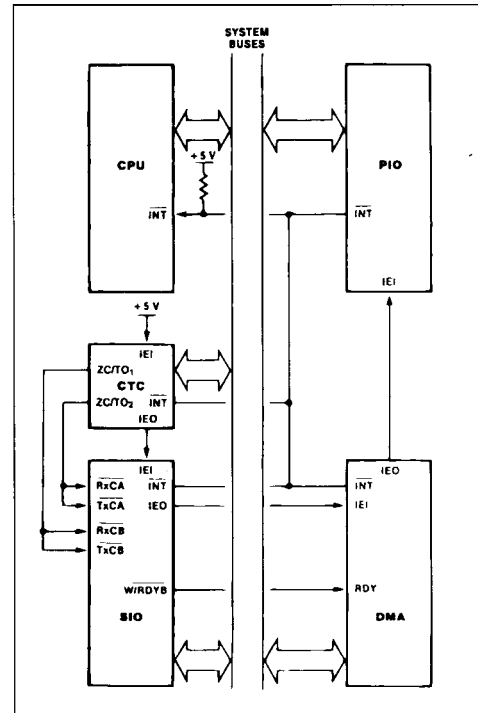 SYSTEM
BUSES
CPU
+5 V
INT
PIO
INT
IEI
+5 V
IEI
ZC/TO1
CTC
ZC/TO2
INT
IEO
IEI
RxCA
INT
TxCA
IEO
RxCB
TxCB
W/RDYB
SIO
IEO
INT
IEI
RDY
DMA